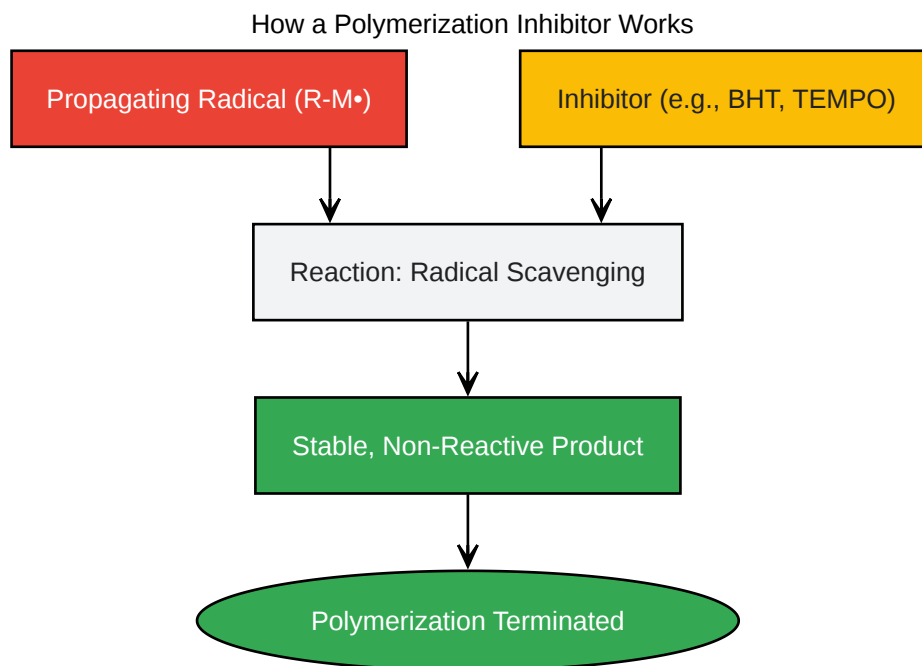 How a Polymerization Inhibitor Works
Propagating Radical (R-M•)
Inhibitor (e.g., BHT, TEMPO)
Reaction: Radical Scavenging
Stable, Non-Reactive Product
Polymerization Terminated